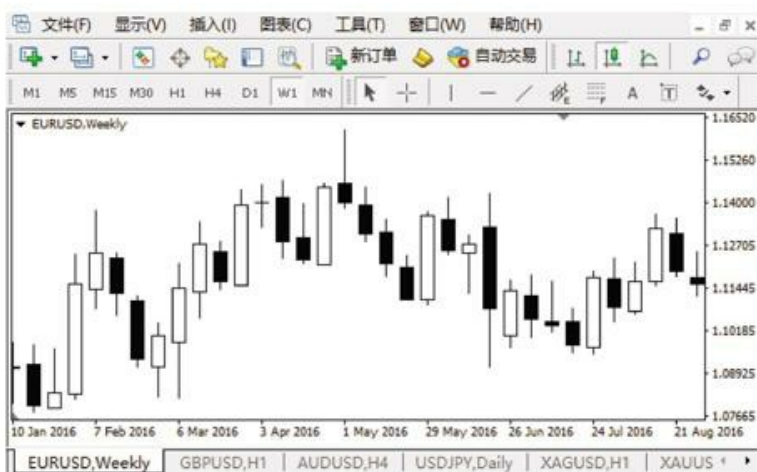 文件(F) 显示(V) 插入(I) 图表(C) 工具(T) 窗口(W) 帮助(H)
新订单 自动交易
M1 M5 M15 M30 H1 H4 D1 W1 MN E F A T
EURUSD,Weekly
1.16520
1.15260
1.14000
1.12705
1.11445
1.10185
1.08925
1.07665
10 Jan 2016 7 Feb 2016 6 Mar 2016 3 Apr 2016 1 May 2016 29 May 2016 26 Jun 2016 24 Jul 2016 21 Aug 2016
EURUSD,Weekly GBPUSD,H1 AUDUSD,H4 USDJPY,Daily XAGUSD,H1 XAUUS